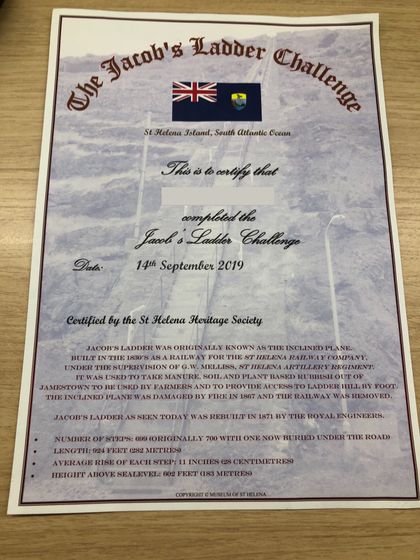 The Jacob's Ladder Challenge
St Helena Island, South Atlantic Ocean
This is to certify that
completed the
Jacob's Ladder Challenge
Date: 14th September 2019
Certified by the St Helena Heritage Society
JACOB'S LADDER WAS ORIGINALLY KNOWN AS THE INCLINED PLANE.
BUILT IN THE 1830'S AS A RAILWAY FOR THE ST HELENA RAILWAY COMPANY,
UNDER THE SUPERVISION OF G.W. MELLISS, ST HELENA ARTILLERY REGIMENT.
IT WAS USED TO TAKE MANURE, SOIL AND PLANT BASED RUBBISH OUT OF
JAMESTOWN TO BE USED BY FARMERS AND TO PROVIDE ACCESS TO LADDER HILL BY FOOT.
THE INCLINED PLANE WAS DAMAGED BY FIRE IN 1867 AND THE RAILWAY WAS REMOVED.
JACOB'S LADDER AS SEEN TODAY WAS REBUILT IN 1871 BY THE ROYAL ENGINEERS.
• NUMBER OF STEPS: 699 (ORIGINALLY 700 WITH ONE NOW BURIED UNDER THE ROAD)
• LENGTH: 924 FEET (282 METRES)
• AVERAGE RISE OF EACH STEP: 11 INCHES (28 CENTIMETRES)
• HEIGHT ABOVE SEALEVEL: 602 FEET (183 METRES)
COPYRIGHT © MUSEUM OF ST HELENA